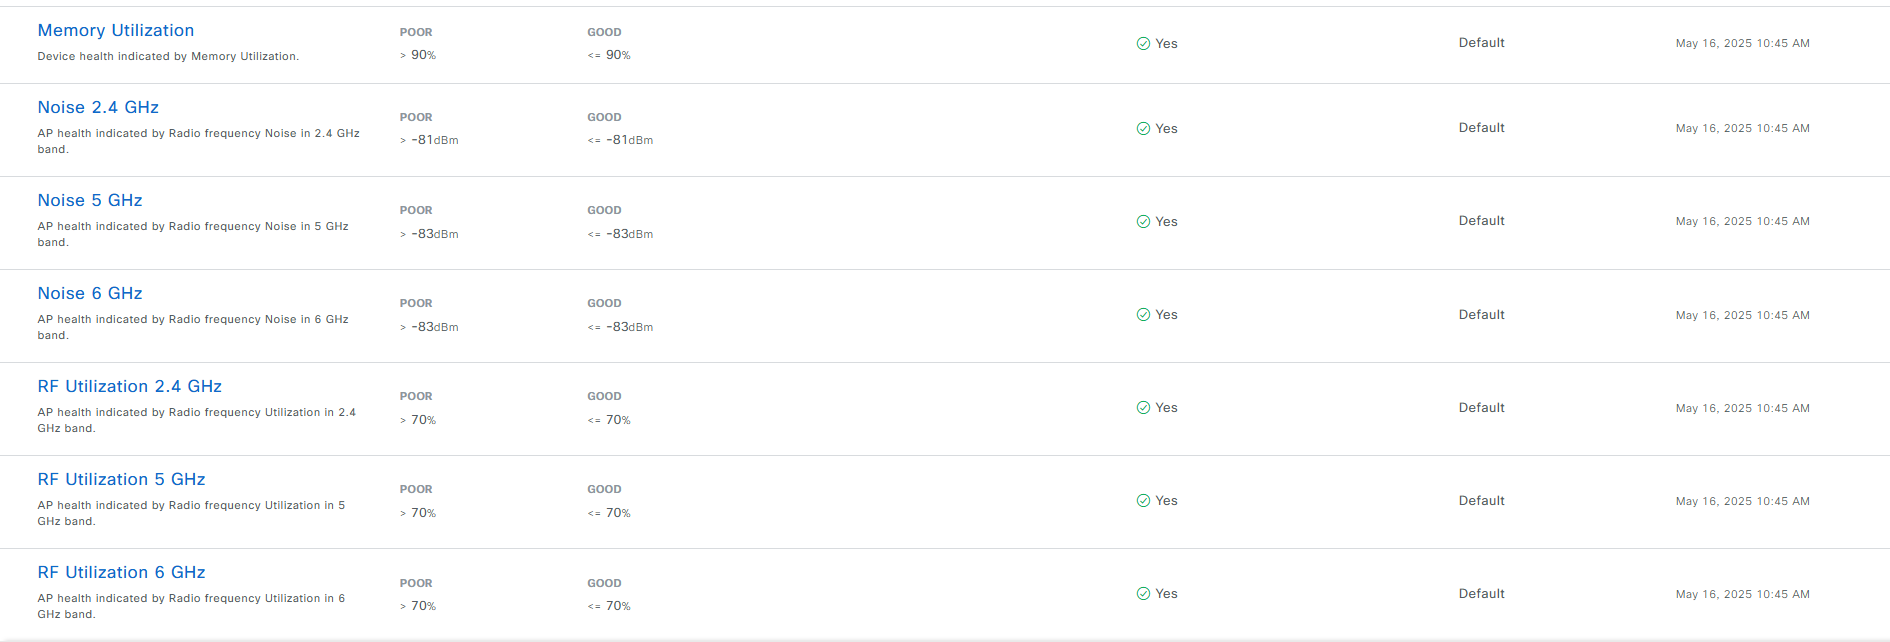 Memory Utilization
Device health indicated by Memory Utilization.
POOR
> 90%
GOOD
<= 90%
Yes
Default
May 16, 2025 10:45 AM
Noise 2.4 GHz
AP health indicated by Radio frequency Noise in 2.4 GHz
band.
POOR
> -81dBm
GOOD
<= -81dBm
Yes
Default
May 16, 2025 10:45 AM
Noise 5 GHz
AP health indicated by Radio frequency Noise in 5 GHz
band.
POOR
> -83dBm
GOOD
<= -83dBm
Yes
Default
May 16, 2025 10:45 AM
Noise 6 GHz
AP health indicated by Radio frequency Noise in 6 GHz
band.
POOR
> -83dBm
GOOD
<= -83dBm
Yes
Default
May 16, 2025 10:45 AM
RF Utilization 2.4 GHz
AP health indicated by Radio frequency Utilization in 2.4
GHz band.
POOR
> 70%
GOOD
<= 70%
Yes
Default
May 16, 2025 10:45 AM
RF Utilization 5 GHz
AP health indicated by Radio frequency Utilization in 5
GHz band.
POOR
> 70%
GOOD
<= 70%
Yes
Default
May 16, 2025 10:45 AM
RF Utilization 6 GHz
AP health indicated by Radio frequency Utilization in 6
GHz band.
POOR
> 70%
GOOD
<= 70%
Yes
Default
May 16, 2025 10:45 AM